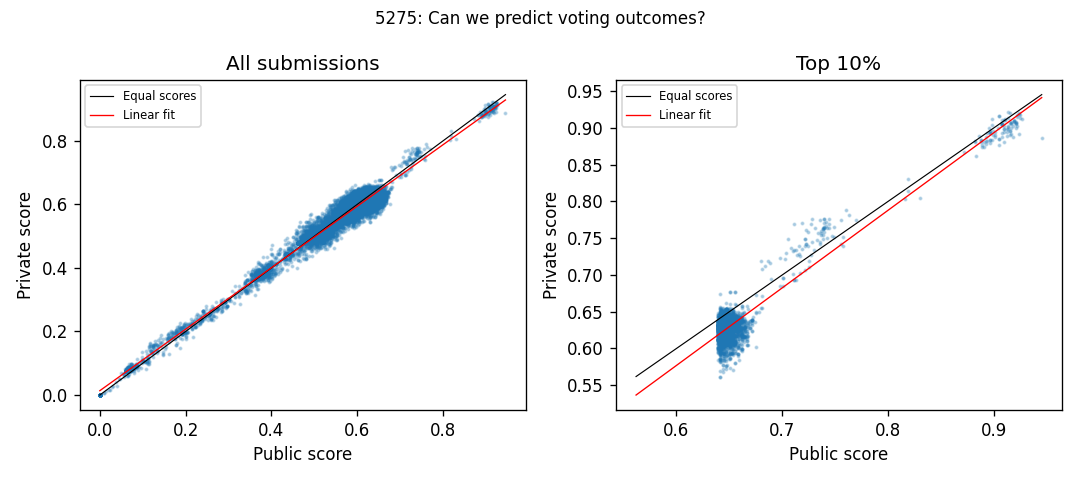 5275: Can we predict voting outcomes?
All submissions
Equal scores
Linear fit
Private score
0.8
0.6
0.4
0.2
0.0
0.0 0.2 0.4 0.6 0.8
Public score
Top 10%
Equal scores
Linear fit
Private score
0.95
0.90
0.85
0.80
0.75
0.70
0.65
0.60
0.55
0.6 0.7 0.8 0.9
Public score